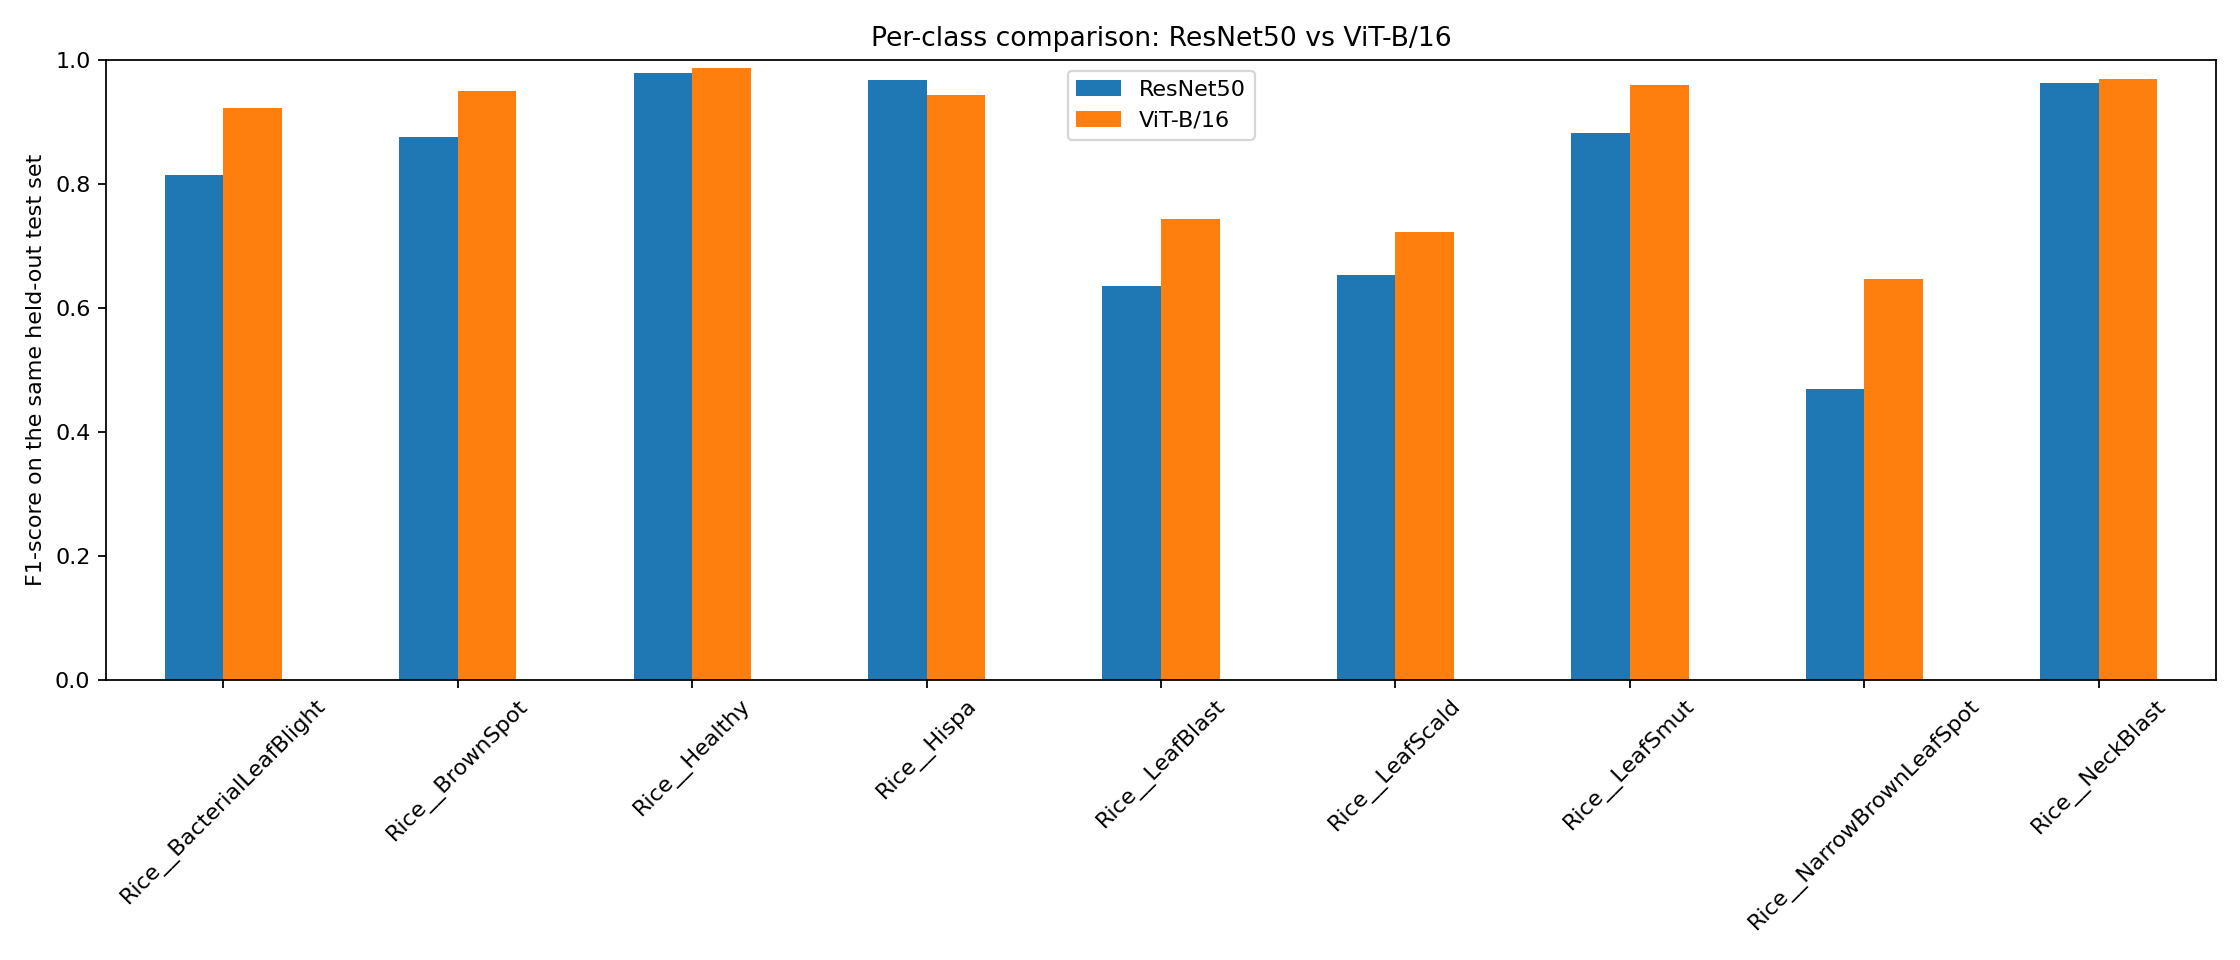 Per-class comparison: ResNet50 vs ViT-B/16
F1-score on the same held-out test set
1.0
0.8
0.6
0.4
0.2
0.0
ResNet50
ViT-B/16
Rice__BacterialLeafBlight
Rice__BrownSpot
Rice__Healthy
Rice__Hispa
Rice__LeafBlast
Rice__LeafScald
Rice__LeafSmut
Rice__NarrowBrownLeafSpot
Rice__NeckBlast